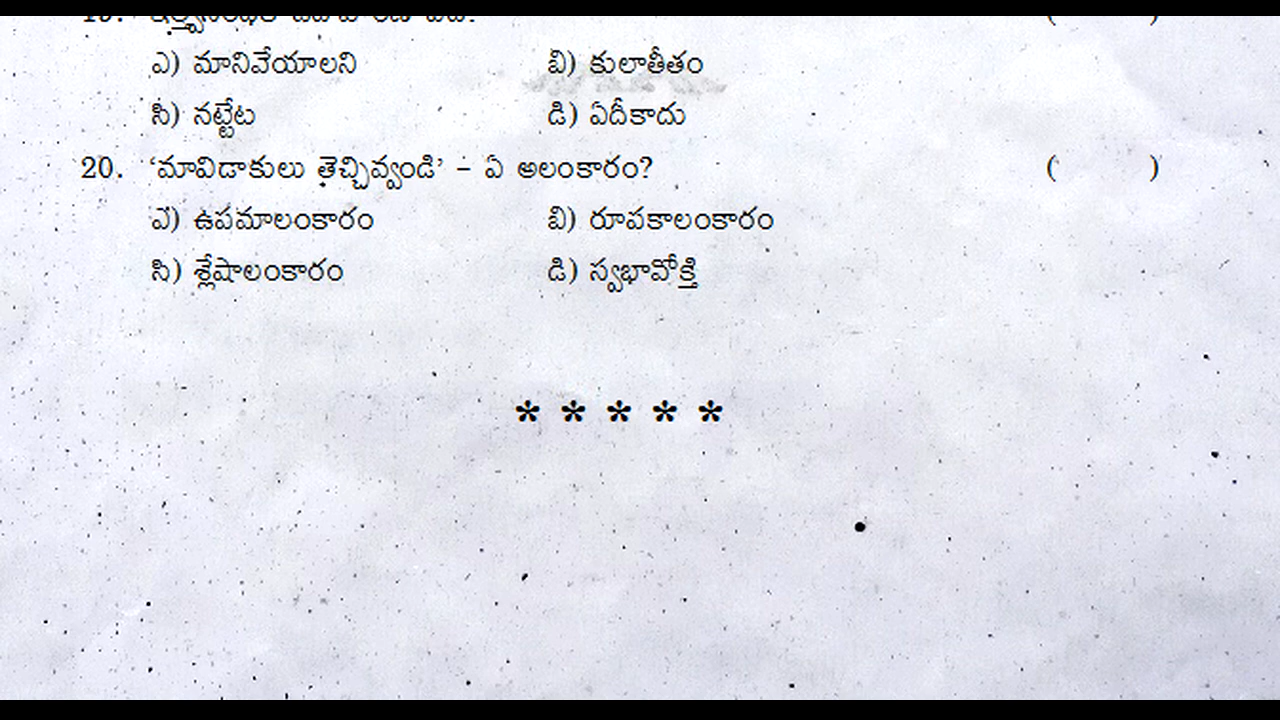 ఎ) మానివేయాలని బి) కులాతీతం
సి) నట్టేట డి) ఏదీకాదు
20. ‘మావిడాకులు తెచ్చివ్వండి’ – ఏ అలంకారం? ( )
ఎ) ఉపమాలంకారం బి) రూపకాలంకారం
సి) శ్లేషాలంకారం డి) స్వభావోక్తి
* * * * *